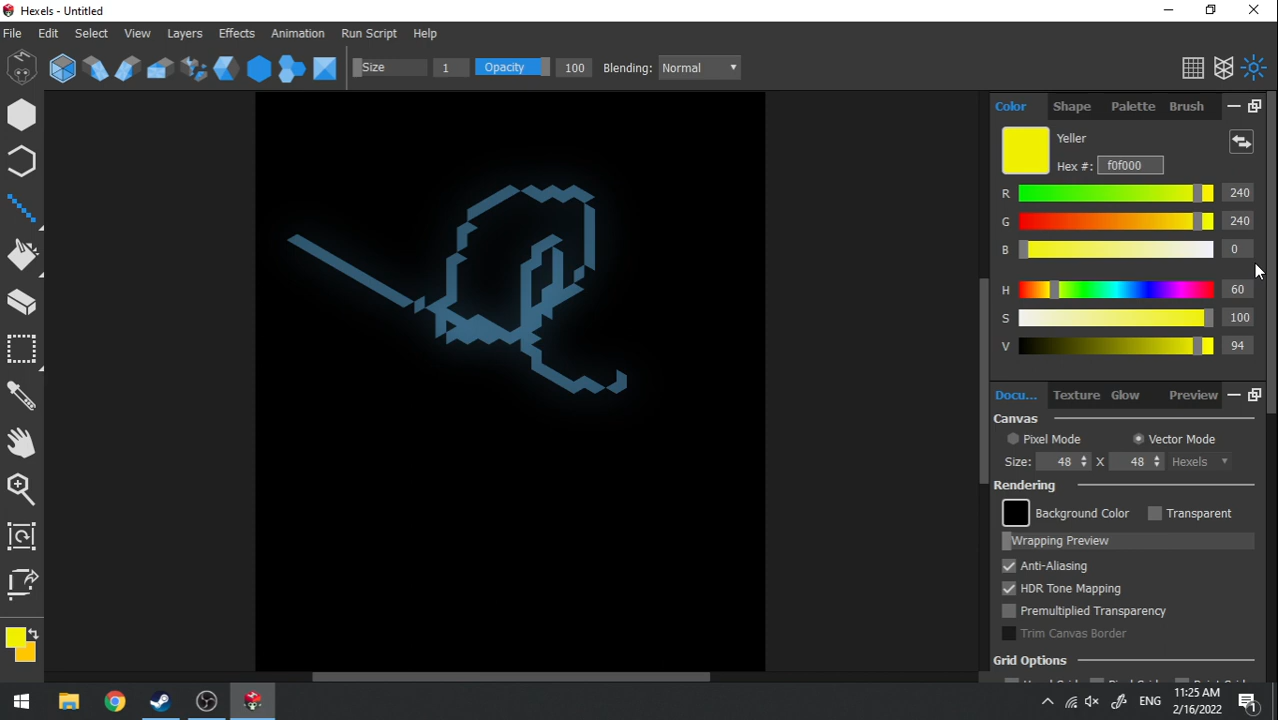 Hexels - Untitled
File Edit Select View Layers Effects Animation Run Script Help
Size 1 Opacity 100 Blending: Normal
Color Shape Palette Brush
Yeller
Hex #: f0f000
R 240
G 240
B 0
H 60
S 100
V 94
Docu... Texture Glow Preview
Canvas
Pixel Mode Vector Mode
Size: 48 X 48 Hexels
Rendering
Background Color Transparent
Wrapping Preview
Anti-Aliasing
HDR Tone Mapping
Premultiplied Transparency
Trim Canvas Border
Grid Options
ENG
11:25 AM
2/16/2022
1